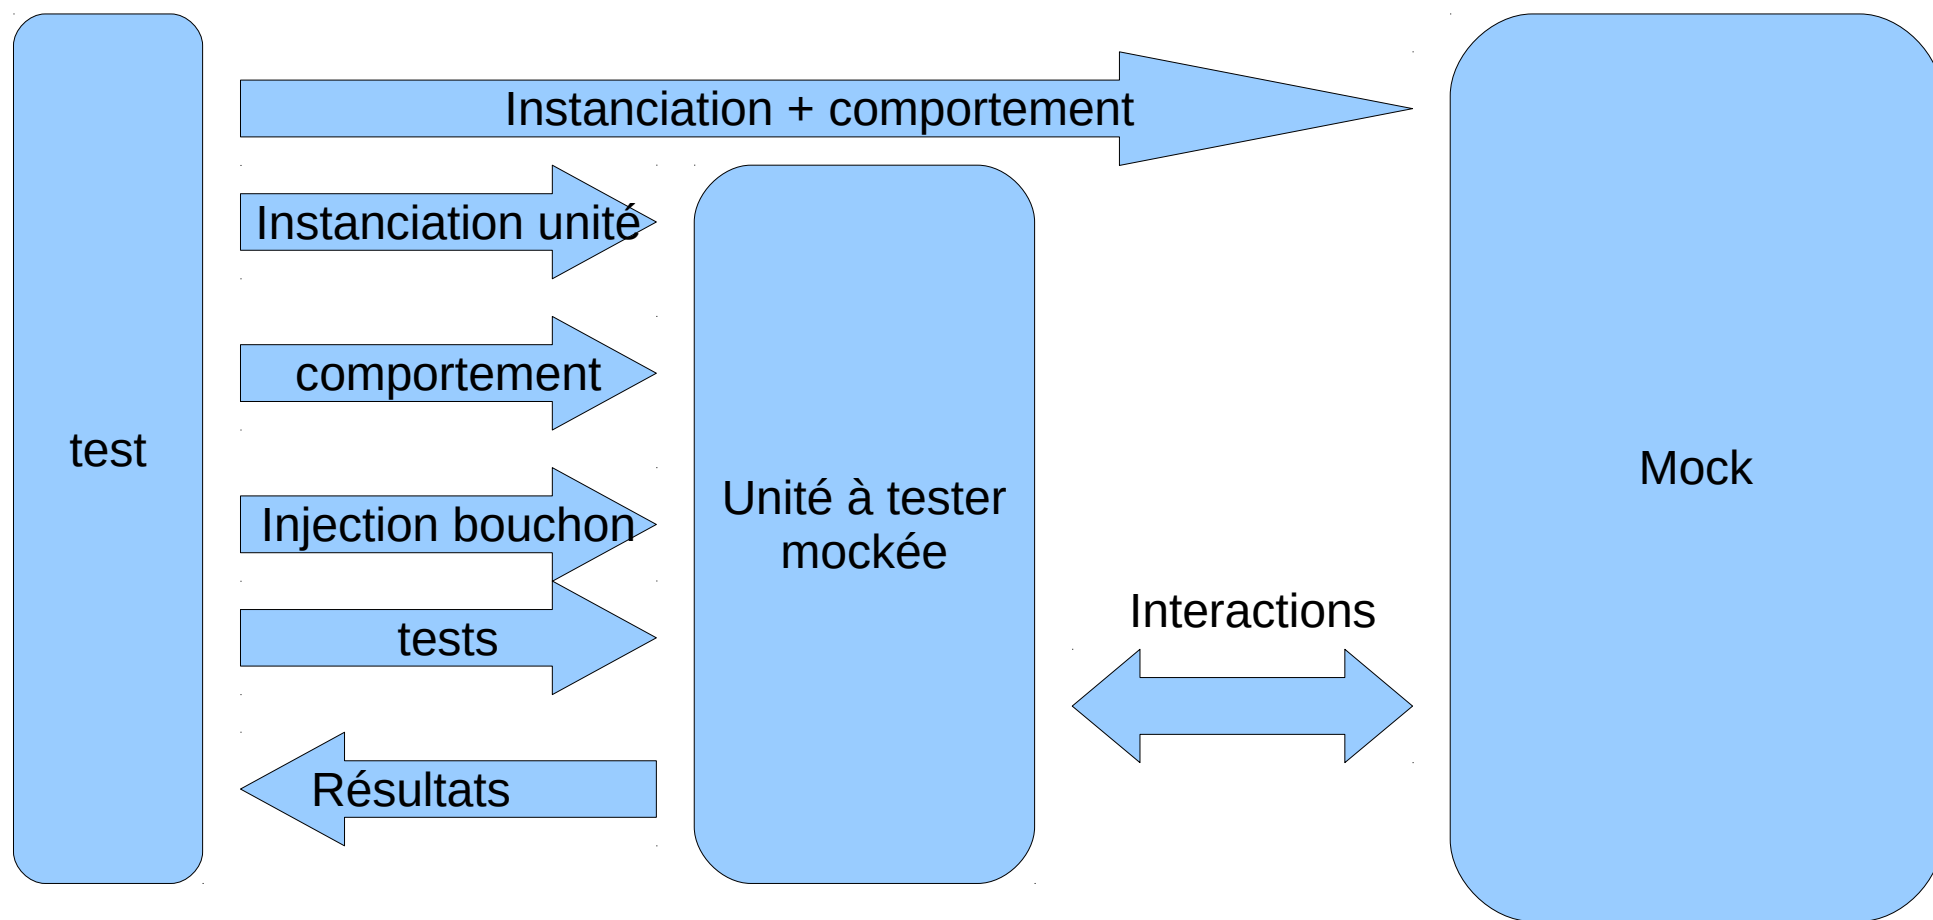 Instanciation + comportement
Instanciation unité
comportement
test
Injection bouchon
tests
Résultats
Unité à tester
mockée
Interactions
Mock